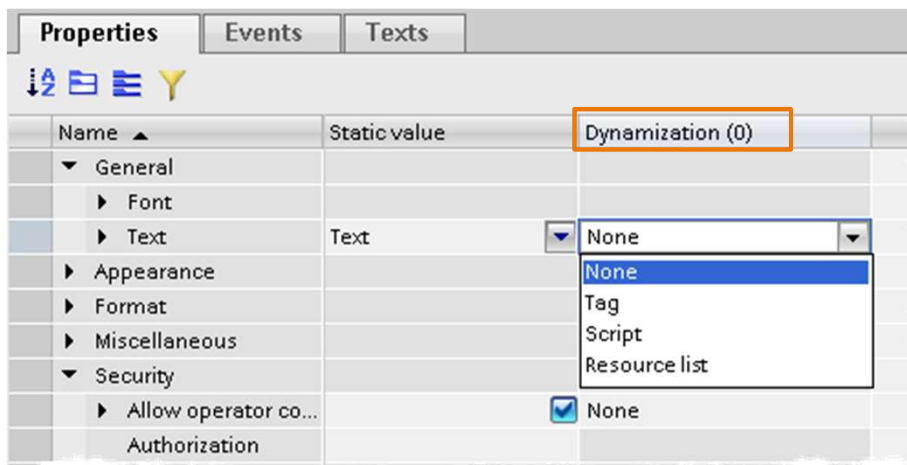 Properties Events Texts
Name Static value Dynamization (0)
General
Font
Text Text None
None
Appearance
Tag
Format
Script
Miscellaneous
Resource list
Security
Allow operator co... None
Authorization